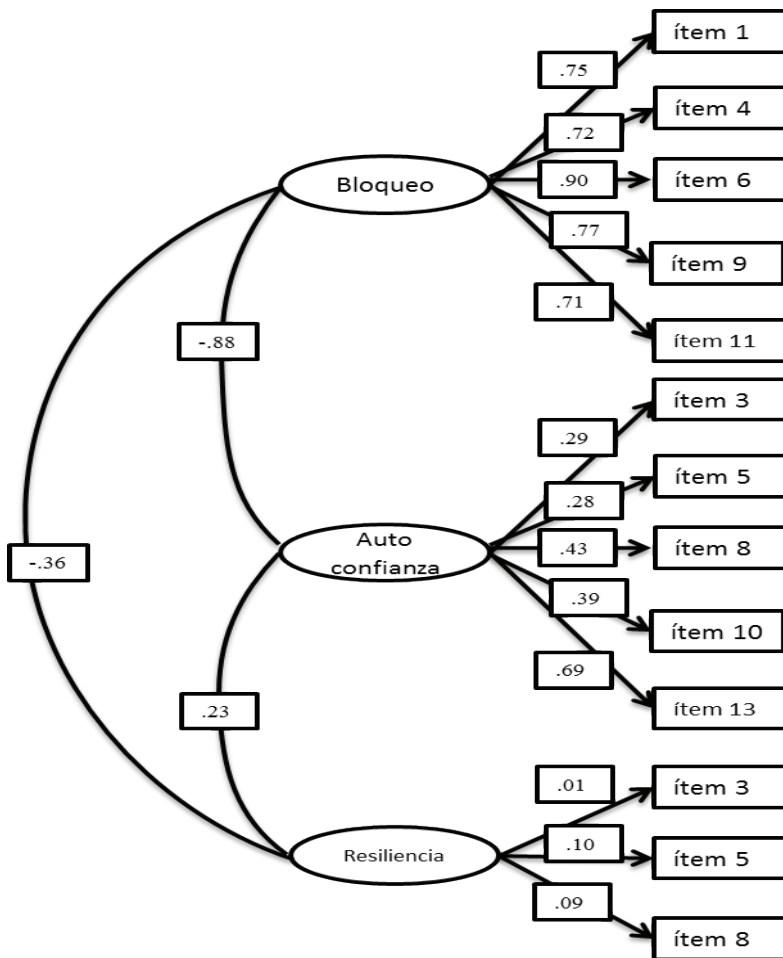 ítem 1
.75
ítem 4
.72
Bloqueo
.90
ítem 6
.77
ítem 9
.71
ítem 11
-.88
ítem 3
.29
ítem 5
.28
Auto
confianza
.43
ítem 8
-.36
.39
ítem 10
.69
ítem 13
.23
.01
ítem 3
.10
Resiliencia
ítem 5
.09
ítem 8